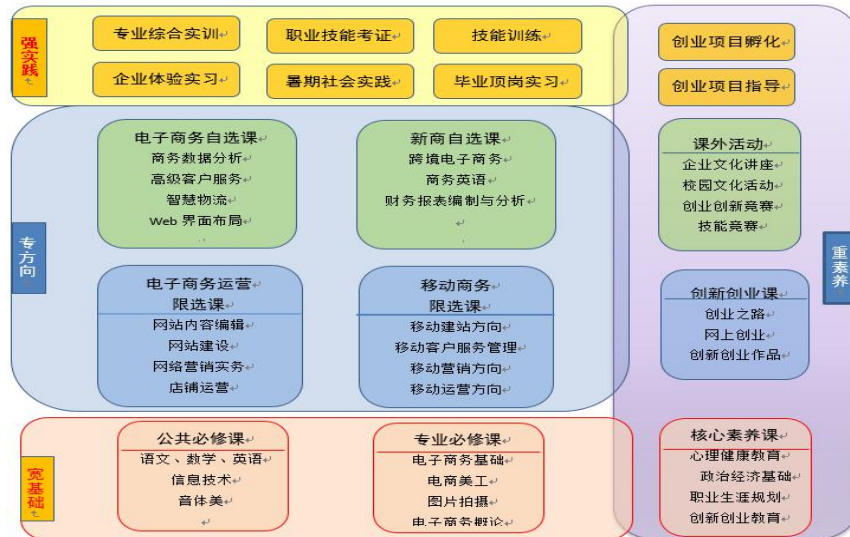 强实践
专业综合实训
职业技能考证
技能训练
企业体验实习
暑期社会实践
毕业顶岗实习
创业项目孵化
创业项目指导
专方向
电子商务自选课
商务数据分析
高级客户服务
智慧物流
Web 界面布局
新商自选课
跨境电子商务
商务英语
财务报表编制与分析
课外活动
企业文化讲座
校园文化活动
创业创新竞赛
技能竞赛
重素养
电子商务运营
限选课
网站内容编辑
网站建设
网络营销实务
店铺运营
移动商务
限选课
移动建站方向
移动客户服务管理
移动营销方向
移动运营方向
创新创业课
创业之路
网上创业
创新创业作品
宽基础
公共必修课
语文、数学、英语
信息技术
音体美
专业必修课
电子商务基础
电商美工
图片拍摄
电子商务概论
核心素养课
心理健康教育
政治经济基础
职业生涯规划
创新创业教育